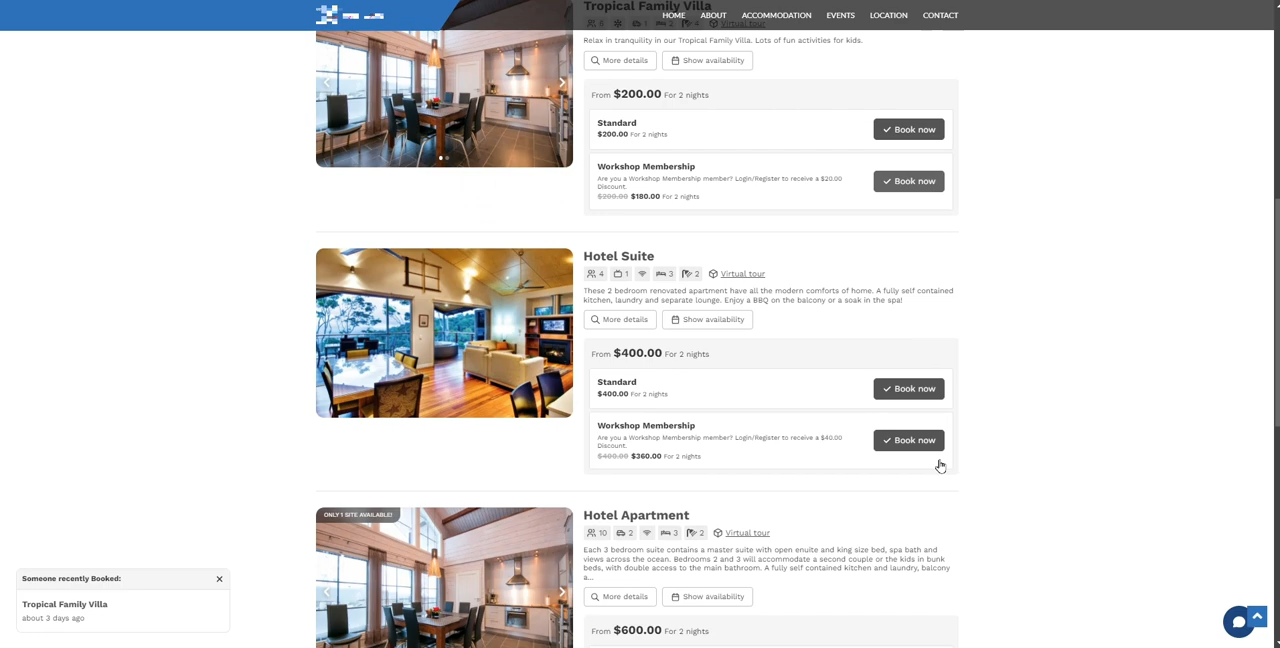 HOME ABOUT ACCOMMODATION EVENTS LOCATION CONTACT
Tropical Family Villa
Virtual tour
Relax in tranquility in our Tropical Family Villa. Lots of fun activities for kids.
More details Show availability
From $200.00 For 2 nights
Standard
$200.00 For 2 nights
Book now
Workshop Membership
Are you a Workshop Membership member? Login/Register to receive a $20.00
Discount.
$200.00 $180.00 For 2 nights
Book now
Hotel Suite
4 1 3 2 Virtual tour
These 2 bedroom renovated apartment have all the modern comforts of home. A fully self contained
kitchen, laundry and separate lounge. Enjoy a BBQ on the balcony or a soak in the spa!
More details Show availability
From $400.00 For 2 nights
Standard
$400.00 For 2 nights
Book now
Workshop Membership
Are you a Workshop Membership member? Login/Register to receive a $40.00
Discount.
$400.00 $360.00 For 2 nights
Book now
ONLY 1 SITE AVAILABLE!
Hotel Apartment
10 2 3 2 Virtual tour
Each 3 bedroom suite contains a master suite with open enuite and king size bed, spa bath and
views across the ocean. Bedrooms 2 and 3 will accommodate a second couple or the kids in bunk
beds, with double access to the main bathroom. A fully self contained kitchen and laundry, balcony
a...
More details Show availability
From $600.00 For 2 nights
Someone recently Booked:
Tropical Family Villa
about 3 days ago